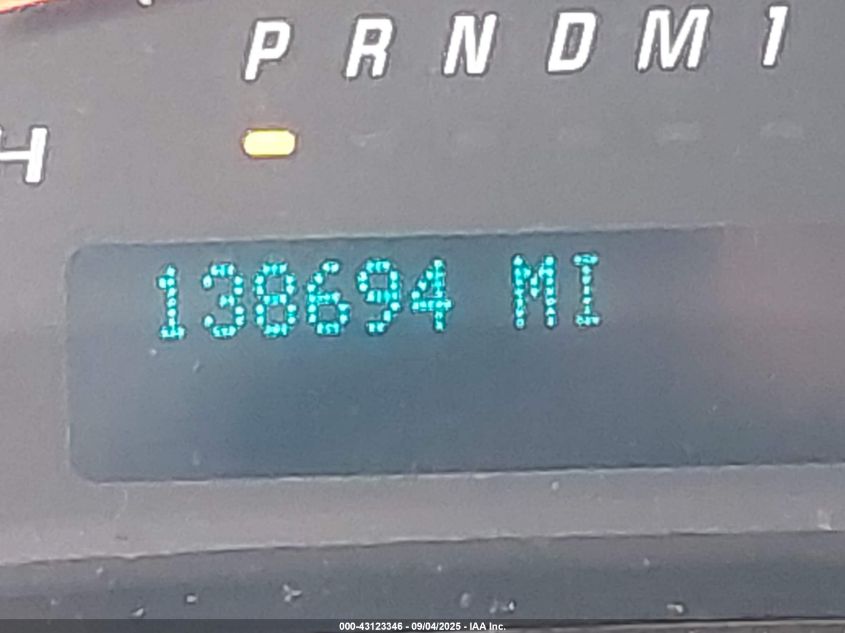 P R N D M 1
H
138694 MI
000-43123346 - 09/04/2025 - IAA Inc.